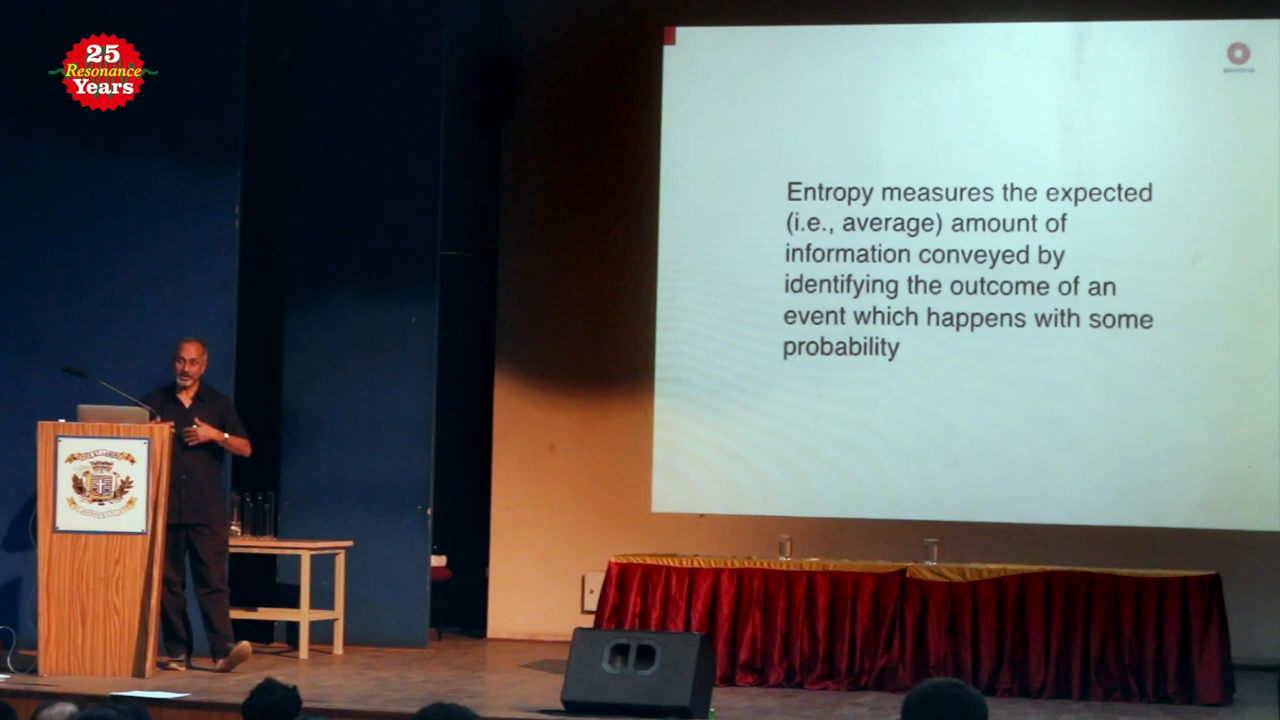 25
Resonance
Years
Entropy measures the expected
(i.e., average) amount of
information conveyed by
identifying the outcome of an
event which happens with some
probability